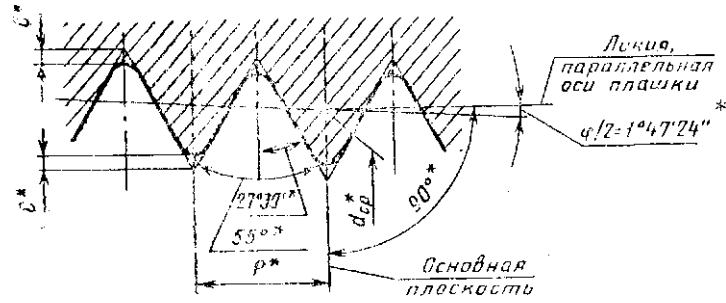 c*
Линия,
параллельная
оси плашки
φ/2=1°47'24"*
c*
27°30'*
55°*
d*ср
90°*
P*
Основная
плоскость